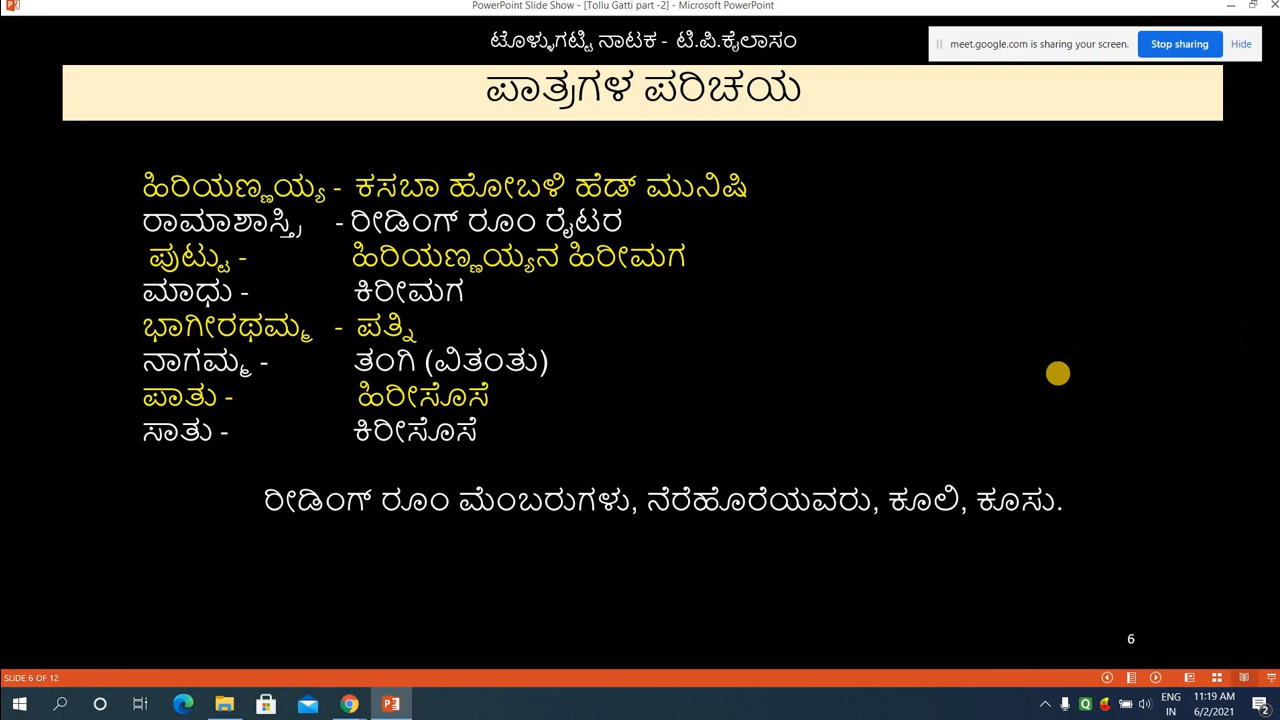 PowerPoint Slide Show - [Tollu Gatti part -2] - Microsoft PowerPoint
ಟೊಳ್ಳುಗಟ್ಟಿ ನಾಟಕ - ಟಿ.ಪಿ.ಕೈಲಾಸಂ
meet.google.com is sharing your screen. Stop sharing Hide
ಪಾತ್ರಗಳ ಪರಿಚಯ
ಹಿರಿಯಣ್ಣಯ್ಯ - ಕಸಬಾ ಹೋಬಳಿ ಹೆಡ್ ಮುನಿಷಿ
ರಾಮಾಶಾಸ್ತ್ರಿ - ರೀಡಿಂಗ್ ರೂಂ ರೈಟರ
ಪುಟ್ಟು - ಹಿರಿಯಣ್ಣಯ್ಯನ ಹಿರೀಮಗ
ಮಾಧು - ಕಿರೀಮಗ
ಭಾಗೀರಥಮ್ಮ - ಪತ್ನಿ
ನಾಗಮ್ಮ - ತಂಗಿ (ವಿತಂತು)
ಪಾತು - ಹಿರೀಸೊಸೆ
ಸಾತು - ಕಿರೀಸೊಸೆ
ರೀಡಿಂಗ್ ರೂಂ ಮೆಂಬರುಗಳು, ನೆರೆಹೊರೆಯವರು, ಕೂಲಿ, ಕೂಸು.
6
SLIDE 6 OF 12
ENG 11:19 AM
IN 6/2/2021 2